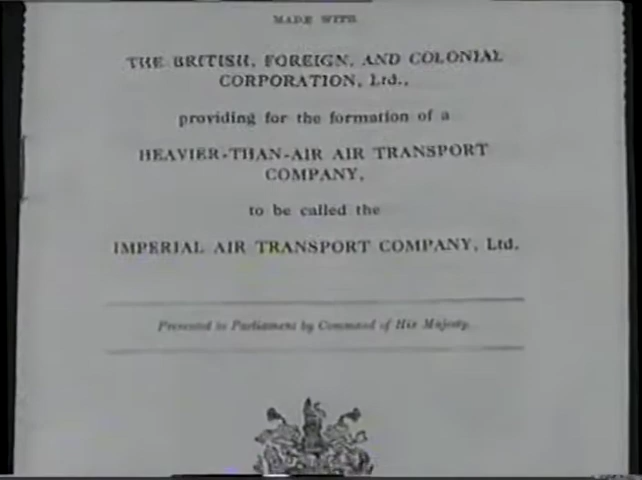 MADE WITH
THE BRITISH, FOREIGN, AND COLONIAL
CORPORATION, Ltd.,
providing for the formation of a
HEAVIER-THAN-AIR AIR TRANSPORT
COMPANY,
to be called the
IMPERIAL AIR TRANSPORT COMPANY, Ltd.
Presented to Parliament by Command of His Majesty.